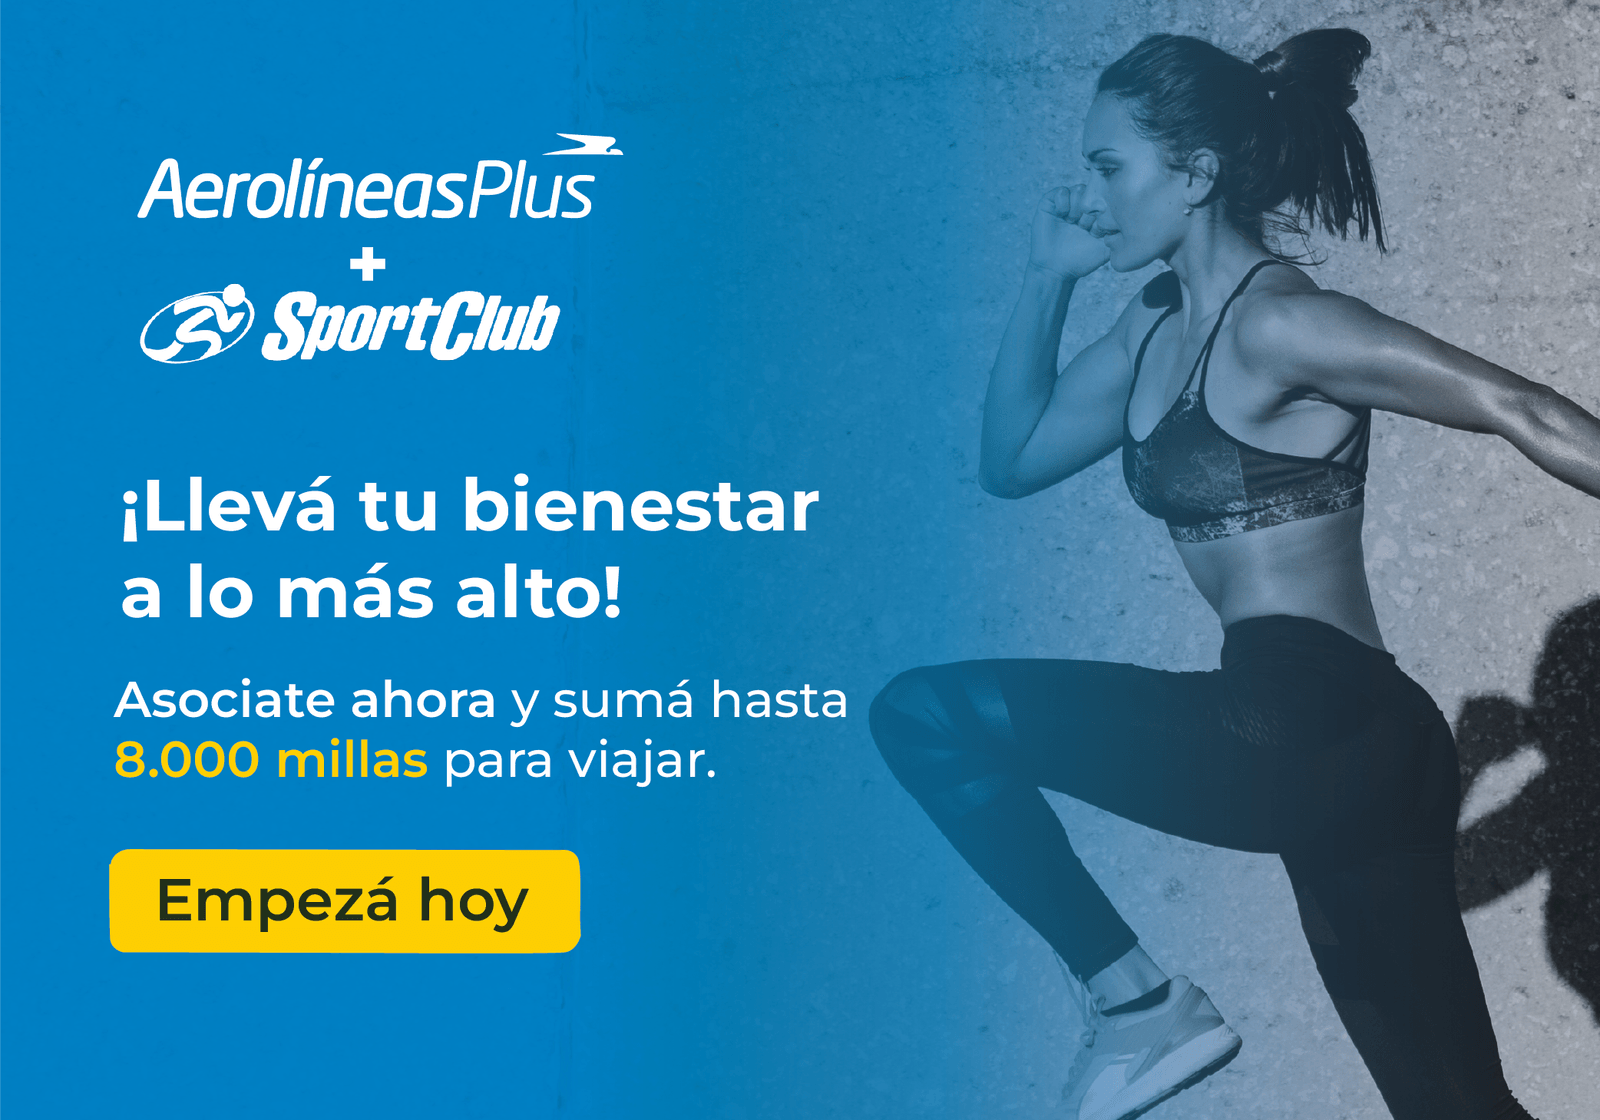 AerolíneasPlus
+
SportClub
¡Llevá tu bienestar
a lo más alto!
Asociate ahora y sumá hasta
8.000 millas para viajar.
Empezá hoy